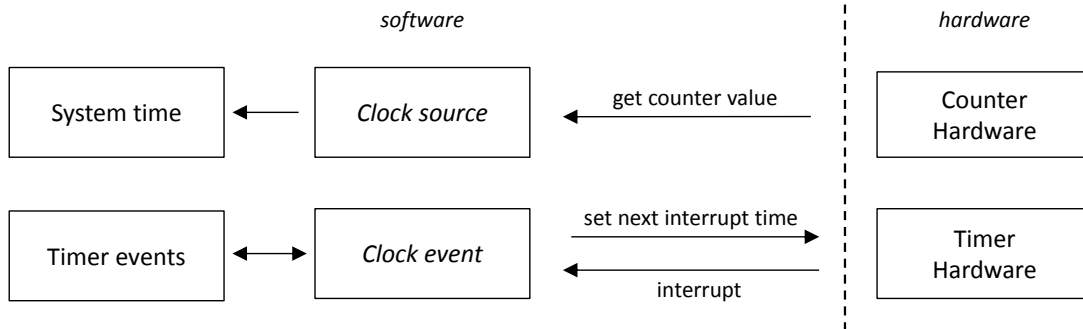 software
hardware
System time
Clock source
get counter value
Counter
Hardware
Timer events
Clock event
set next interrupt time
interrupt
Timer
Hardware